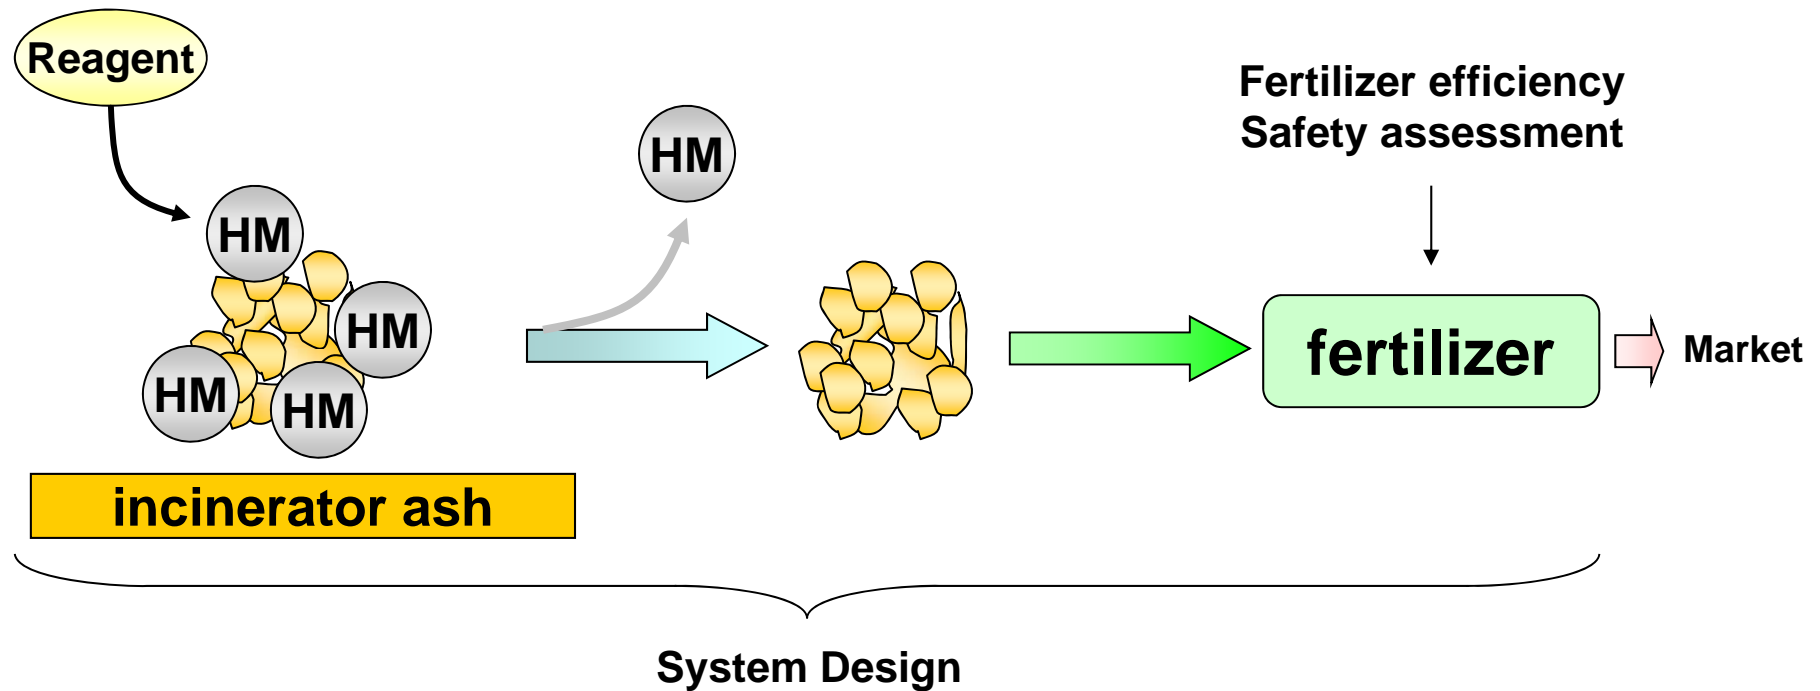 Reagent
HM
HM
HM
HM
HM
incinerator ash
Fertilizer efficiency
Safety assessment
fertilizer
Market
System Design